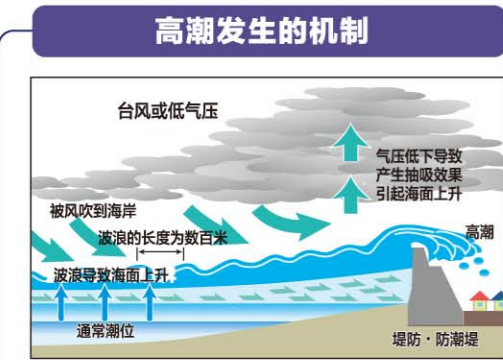 高潮发生的机制
台风或低气压
气压低下导致
产生抽吸效果
引起海面上升
被风吹到海岸
波浪的长度为数百米
高潮
波浪导致海面上升
通常潮位
堤防・防潮堤